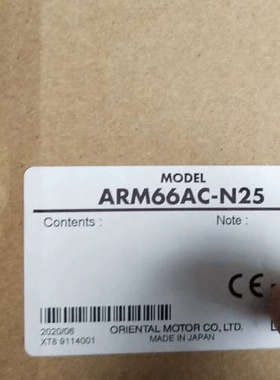 MODEL
ARM66AC-N25
Contents : Note :
CE
2020/06 ORIENTAL MOTOR CO., LTD.
XT8 9114001 MADE IN JAPAN